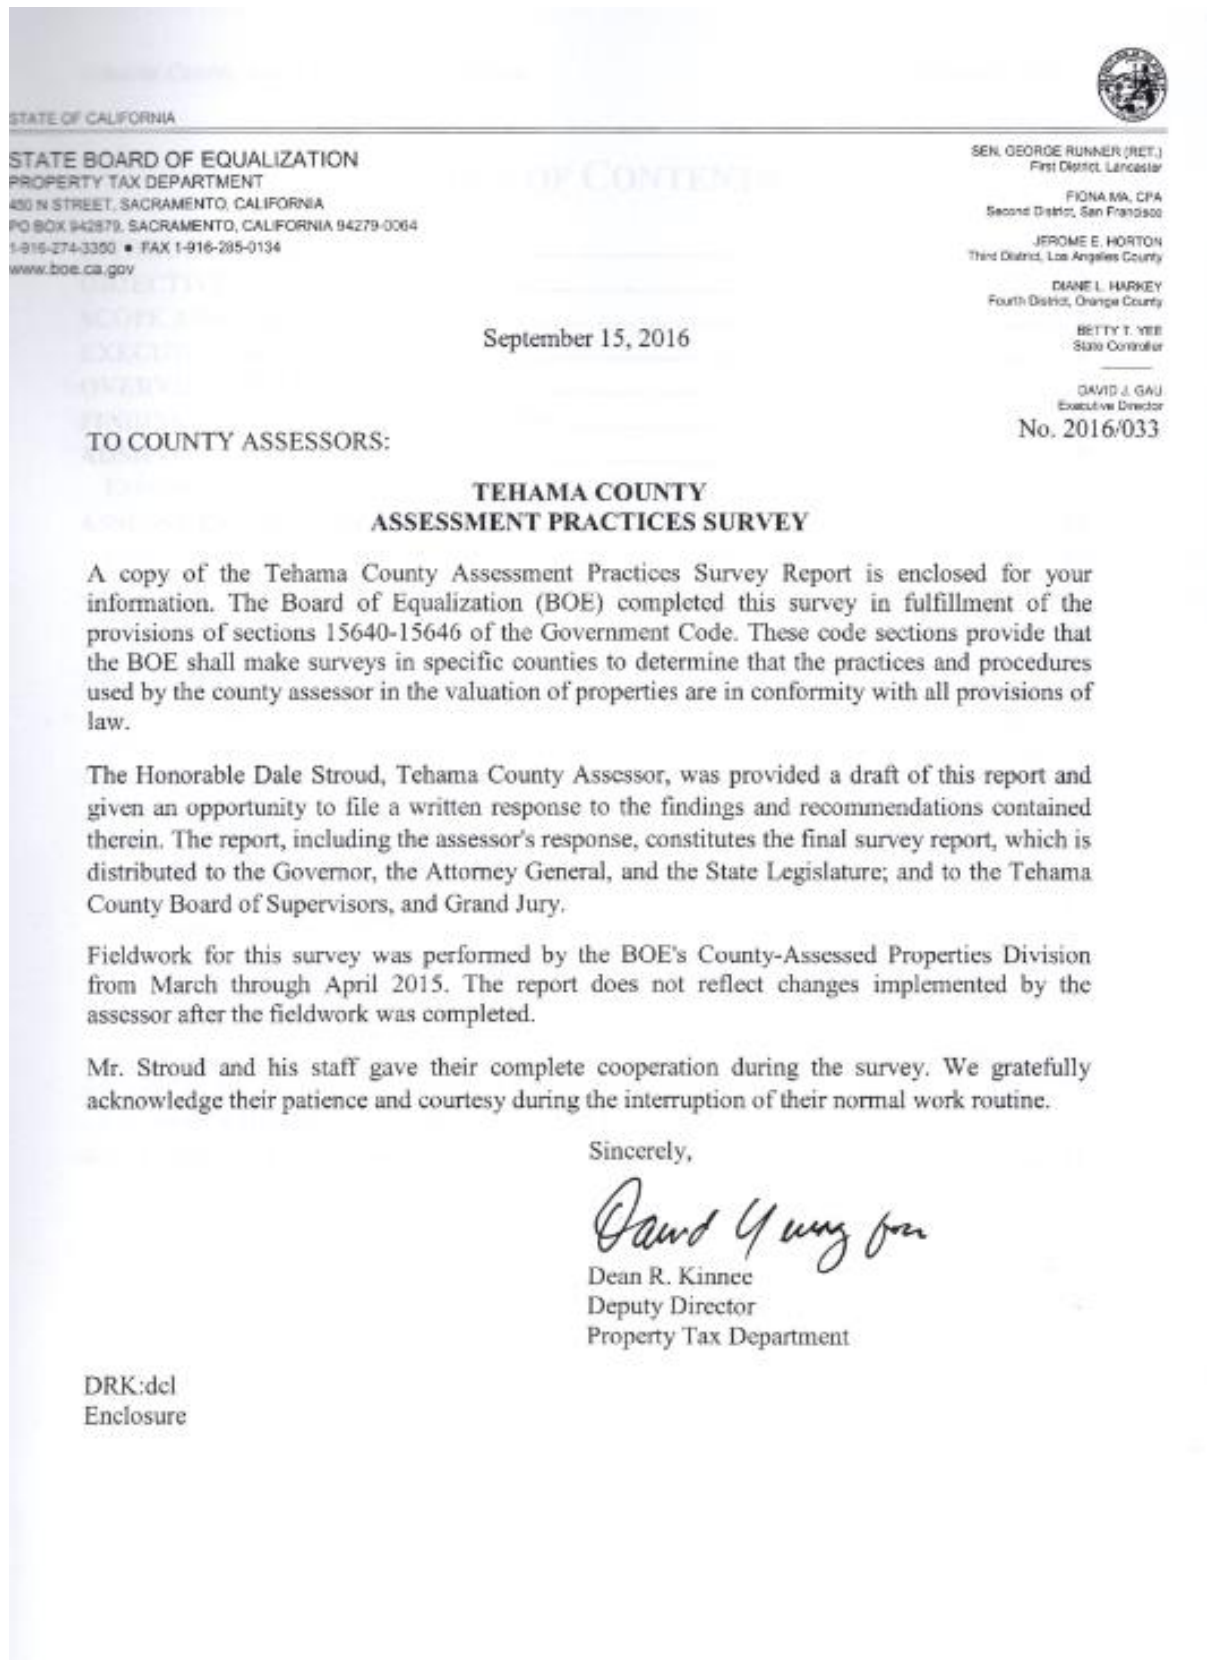 STATE OF CALIFORNIA
STATE BOARD OF EQUALIZATION
PROPERTY TAX DEPARTMENT
450 N STREET, SACRAMENTO, CALIFORNIA
PO BOX 942879, SACRAMENTO, CALIFORNIA 94279-0064
1-916-274-3350 • FAX 1-916-285-0134
www.boe.ca.gov
SEN. GEORGE RUNNER (RET.)
First District, Lancaster
FIONA MA, CPA
Second District, San Francisco
JEROME E. HORTON
Third District, Los Angeles County
DIANE L. HARKEY
Fourth District, Orange County
BETTY T. YEE
State Controller
DAVID J. GAU
Executive Director
No. 2016/033
September 15, 2016
TO COUNTY ASSESSORS:
TEHAMA COUNTY
ASSESSMENT PRACTICES SURVEY
A copy of the Tehama County Assessment Practices Survey Report is enclosed for your
information. The Board of Equalization (BOE) completed this survey in fulfillment of the
provisions of sections 15640-15646 of the Government Code. These code sections provide that
the BOE shall make surveys in specific counties to determine that the practices and procedures
used by the county assessor in the valuation of properties are in conformity with all provisions of
law.
The Honorable Dale Stroud, Tehama County Assessor, was provided a draft of this report and
given an opportunity to file a written response to the findings and recommendations contained
therein. The report, including the assessor's response, constitutes the final survey report, which is
distributed to the Governor, the Attorney General, and the State Legislature; and to the Tehama
County Board of Supervisors, and Grand Jury.
Fieldwork for this survey was performed by the BOE's County-Assessed Properties Division
from March through April 2015. The report does not reflect changes implemented by the
assessor after the fieldwork was completed.
Mr. Stroud and his staff gave their complete cooperation during the survey. We gratefully
acknowledge their patience and courtesy during the interruption of their normal work routine.
Sincerely,
David Yeung for
Dean R. Kinnee
Deputy Director
Property Tax Department
DRK:dcl
Enclosure